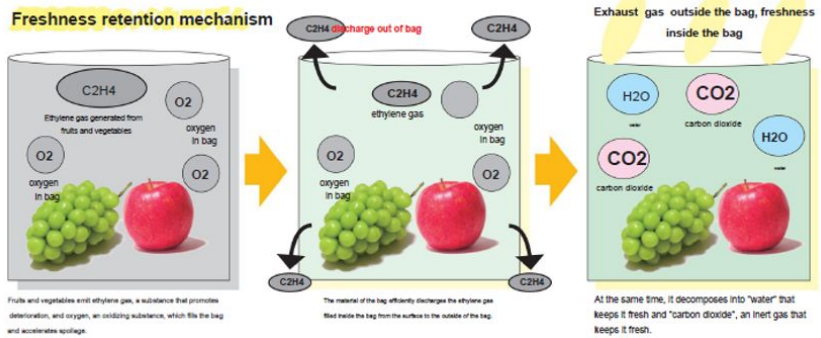 Freshness retention mechanism
C2H4
Ethylene gas generated from
fruits and vegetables
O2
oxygen
in bag
O2
oxygen
in bag
O2
Fruits and vegetables emit ethylene gas, a substance that promotes
deterioration, and oxygen, an oxidizing substance, which fills the bag
and accelerates spoilage.
C2H4 discharge out of bag
C2H4
C2H4
ethylene gas
oxygen
in bag
O2
oxygen
in bag
O2
C2H4
C2H4
The material of the bag efficiently discharges the ethylene gas
filled inside the bag from the surface to the outside of the bag.
Exhaust gas outside the bag, freshness
inside the bag
H2O
water
CO2
carbon dioxide
H2O
water
CO2
carbon dioxide
At the same time, it decomposes into "water" that
keeps it fresh and "carbon dioxide", an inert gas that
keeps it fresh.